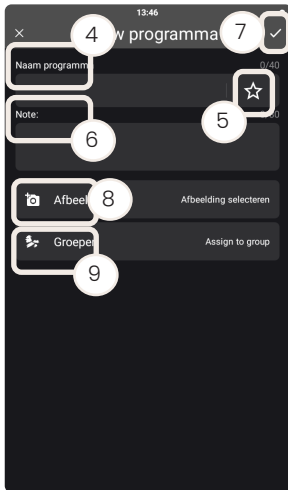 13:46
4
w programma
7
Naam programm
0/40
5
Note:
6
8
Afbeel
Afbeelding selecteren
Groepen
Assign to group
9